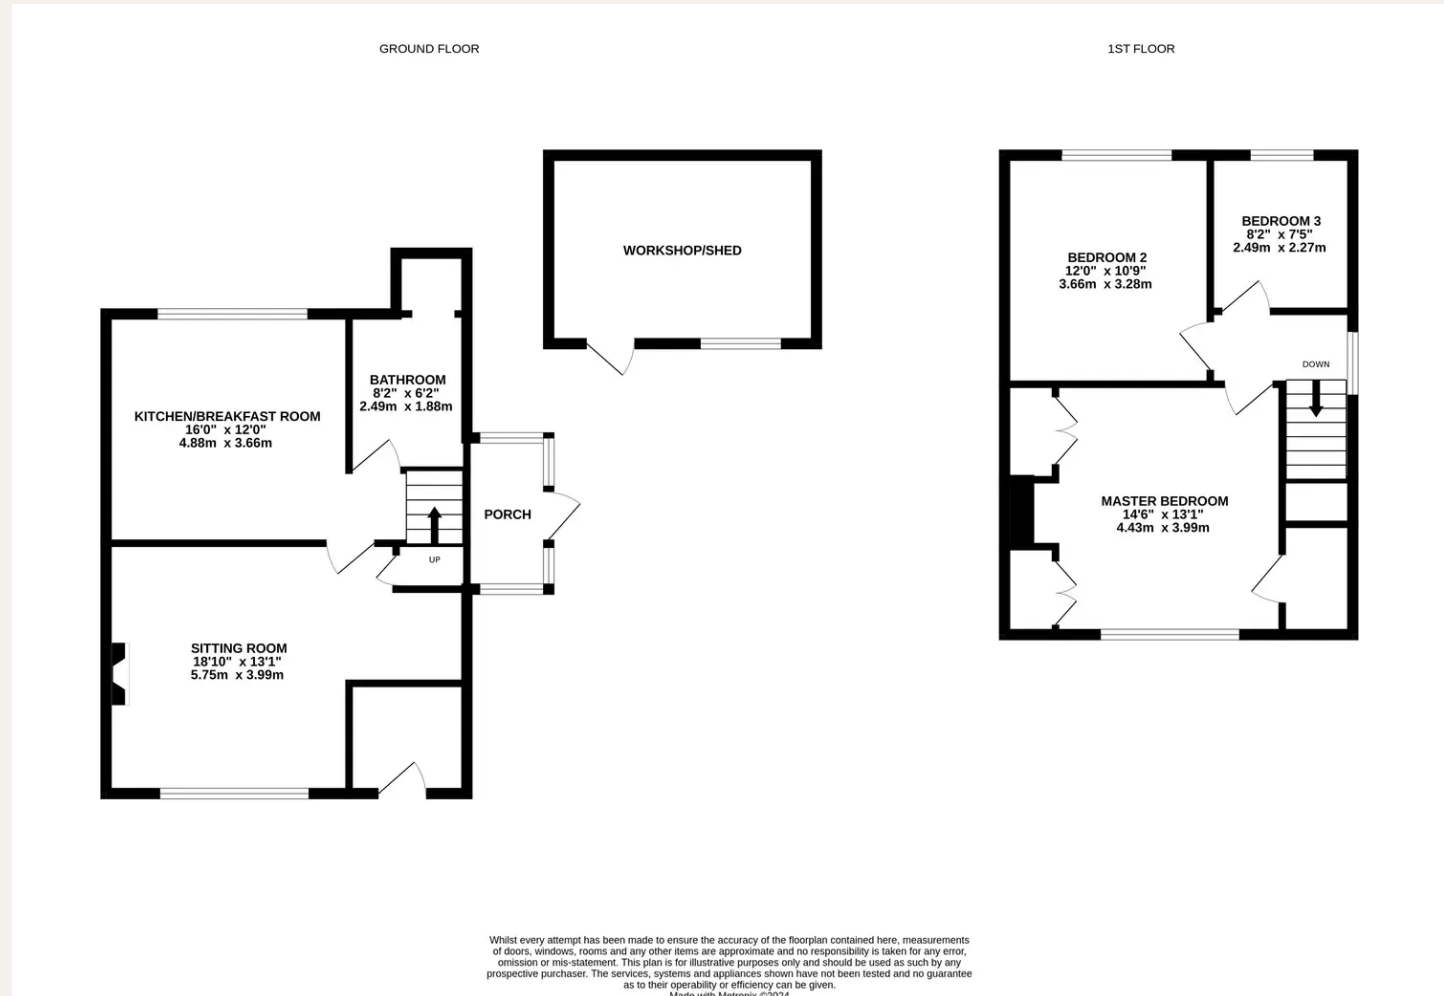 GROUND FLOOR
1ST FLOOR
WORKSHOP/SHED
BEDROOM 3
8'2" x 7'5"
2.49m x 2.27m
BEDROOM 2
12'0" x 10'9"
3.66m x 3.28m
DOWN
BATHROOM
8'2" x 6'2"
2.49m x 1.88m
KITCHEN/BREAKFAST ROOM
16'0" x 12'0"
4.88m x 3.66m
PORCH
UP
MASTER BEDROOM
14'6" x 13'1"
4.43m x 3.99m
SITTING ROOM
18'10" x 13'1"
5.75m x 3.99m
Whilst every attempt has been made to ensure the accuracy of the floorplan contained here, measurements
of doors, windows, rooms and any other items are approximate and no responsibility is taken for any error,
omission or mis-statement. This plan is for illustrative purposes only and should be used as such by any
prospective purchaser. The services, systems and appliances shown have not been tested and no guarantee
as to their operability or efficiency can be given.
Made with Metropix ©2024